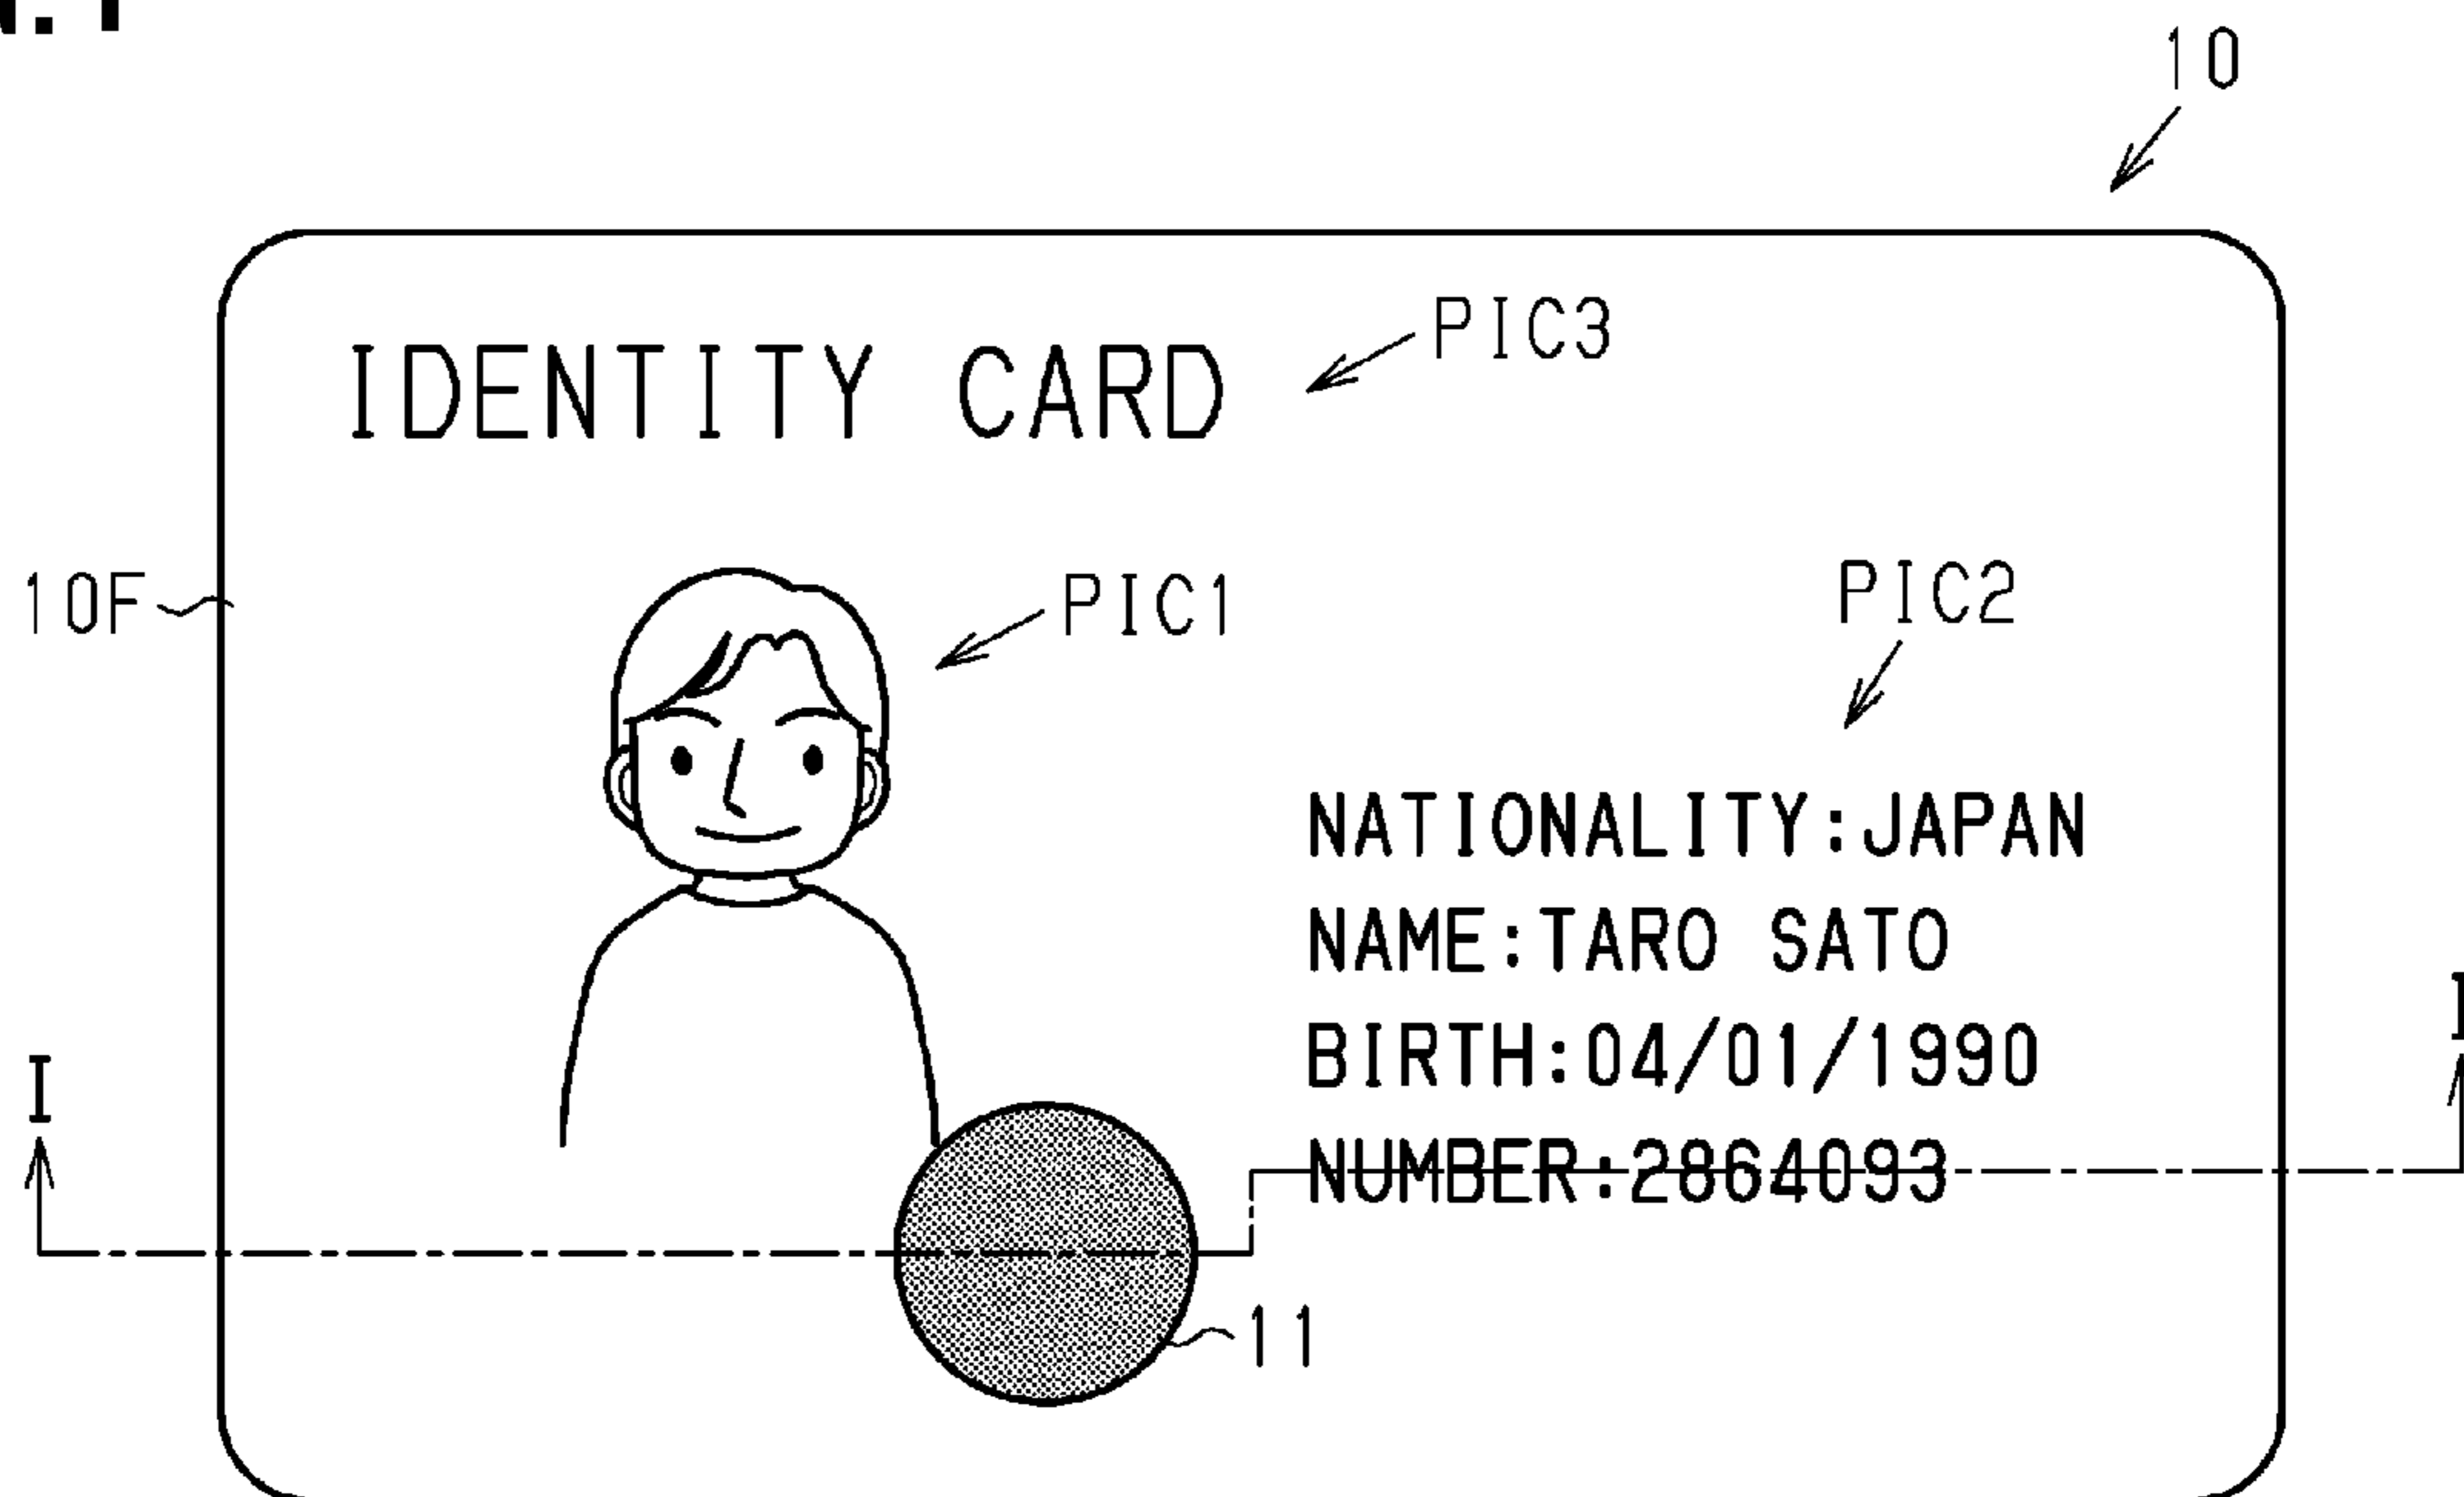 10
PIC3
IDENTITY CARD
10F
PIC1
PIC2
NATIONALITY:JAPAN
NAME:TARO SATO
BIRTH:04/01/1990
I
I
NUMBER:2864093
11